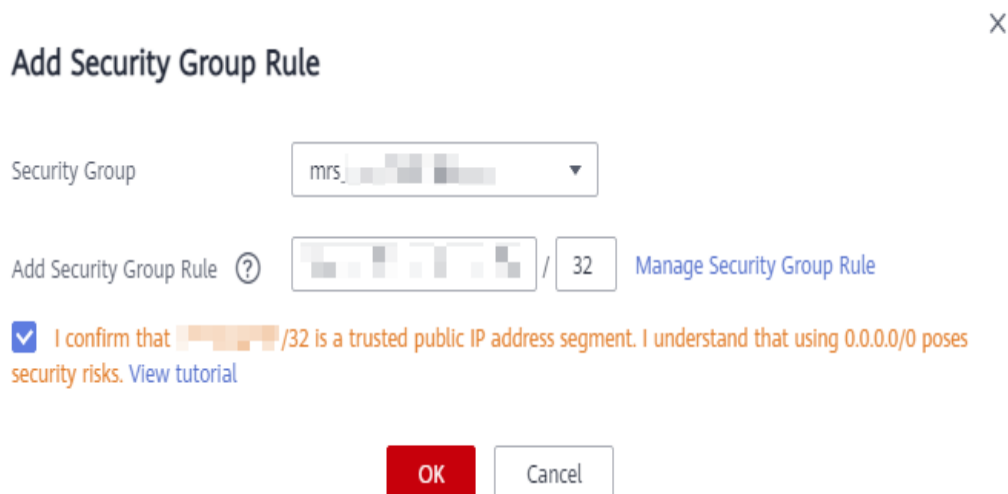 X
Add Security Group Rule
Security Group mrs_
Add Security Group Rule ? / 32 Manage Security Group Rule
I confirm that /32 is a trusted public IP address segment. I understand that using 0.0.0.0/0 poses
security risks. View tutorial
OK Cancel